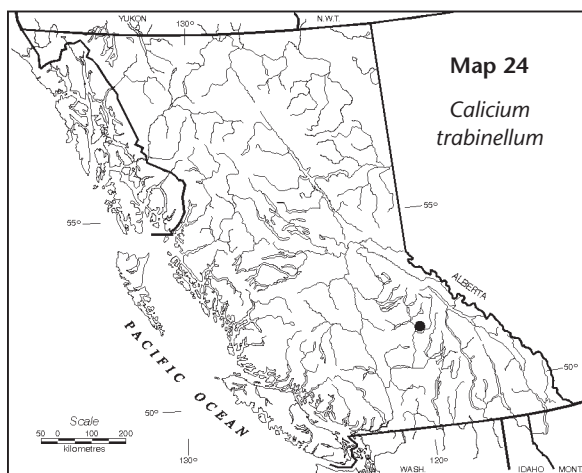 YUKON
130°
N.W.T.
Map 24
Calicium
trabinellum
55°
55°
ALBERTA
PACIFIC OCEAN
50°
Scale
50 0 100 200
kilometres
50°
130°
120°
WASH.
IDAHO
MONT.